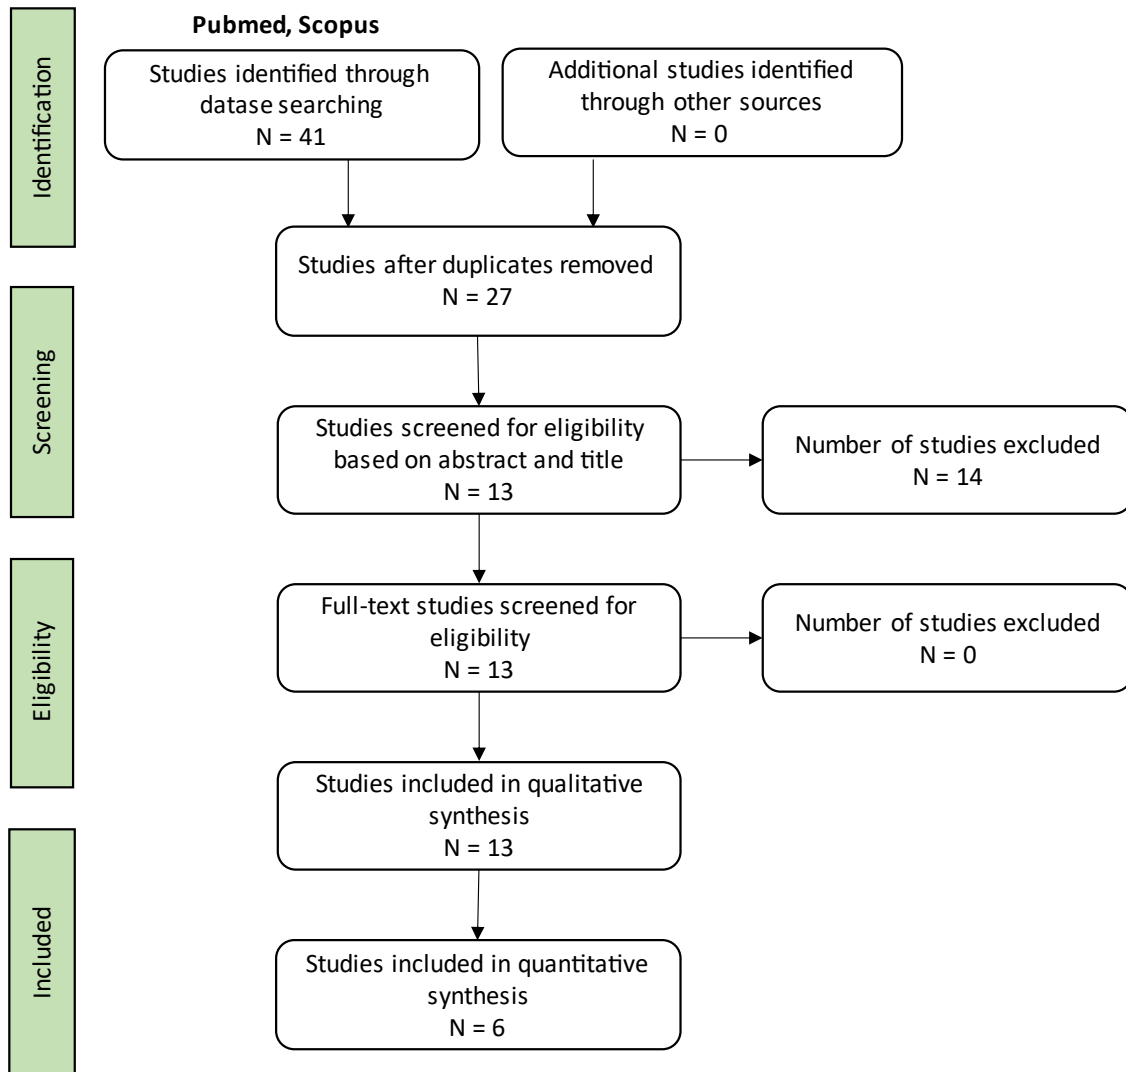 Pubmed, Scopus
Identification
Studies identified through
datase searching
N = 41
Additional studies identified
through other sources
N = 0
Studies after duplicates removed
N = 27
Screening
Studies screened for eligibility
based on abstract and title
N = 13
Number of studies excluded
N = 14
Eligibility
Full-text studies screened for
eligibility
N = 13
Number of studies excluded
N = 0
Studies included in qualitative
synthesis
N = 13
Included
Studies included in quantitative
synthesis
N = 6